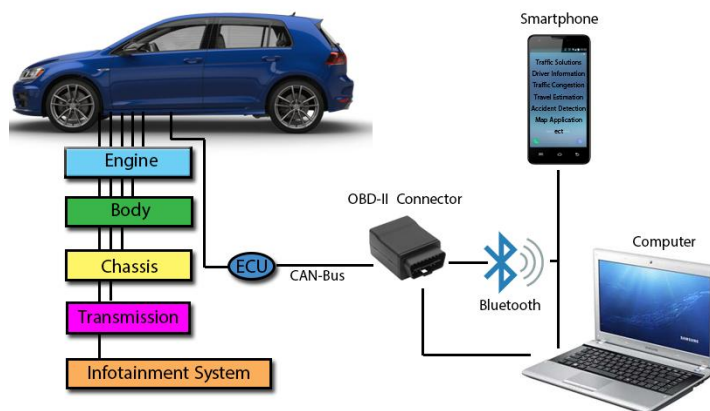 Smartphone
Traffic Solutions
Driver Information
Traffic Congestion
Travel Estimation
Accident Detection
Map Application
ect
Engine
Body
OBD-II Connector
Chassis
ECU
CAN-Bus
Computer
Bluetooth
Transmission
SAMSUNG
Infotainment System